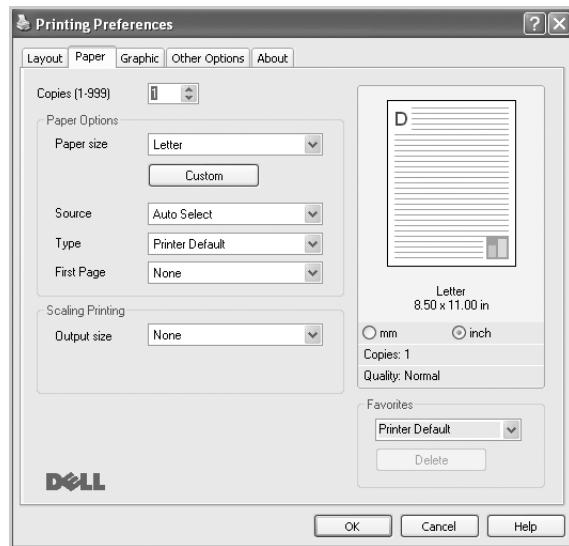 Printing Preferences
Layout Paper Graphic Other Options About
Copies (1-999) 1
Paper Options
Paper size Letter
Custom
Source Auto Select
Type Printer Default
First Page None
Scaling Printing
Output size None
D
Letter
8.50 x 11.00 in
mm inch
Copies: 1
Quality: Normal
Favorites
Printer Default
Delete
DELL
OK Cancel Help